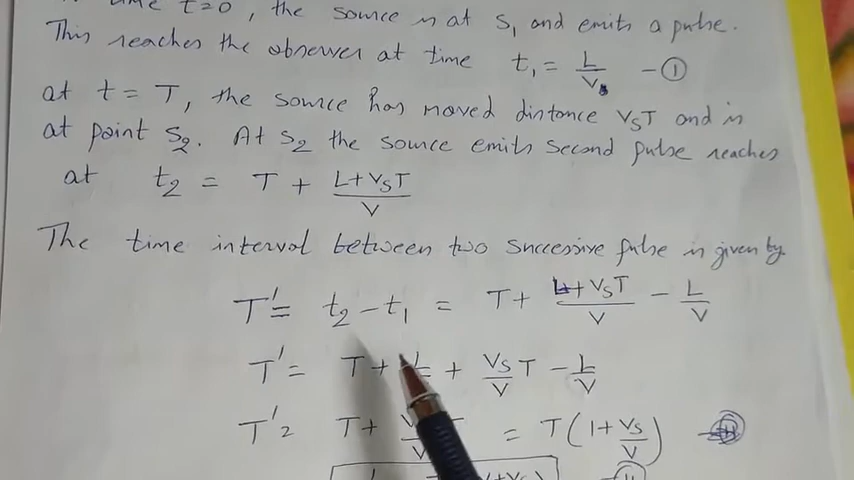 time t=0, the source is at S₁ and emits a pulse.
This reaches the observer at time t₁ = L/V -①
at t = T, the source has moved distance VₛT and is
at point S₂. At S₂ the source emits second pulse reaches
at t₂ = T + (L+VₛT)/V
The time interval between two successive pulse is given by
T' = t₂ - t₁ = T + (L+VₛT)/V - L/V
T' = T + L + Vₛ/V T - L/V
T' = T + V = T(1+Vₛ/V)